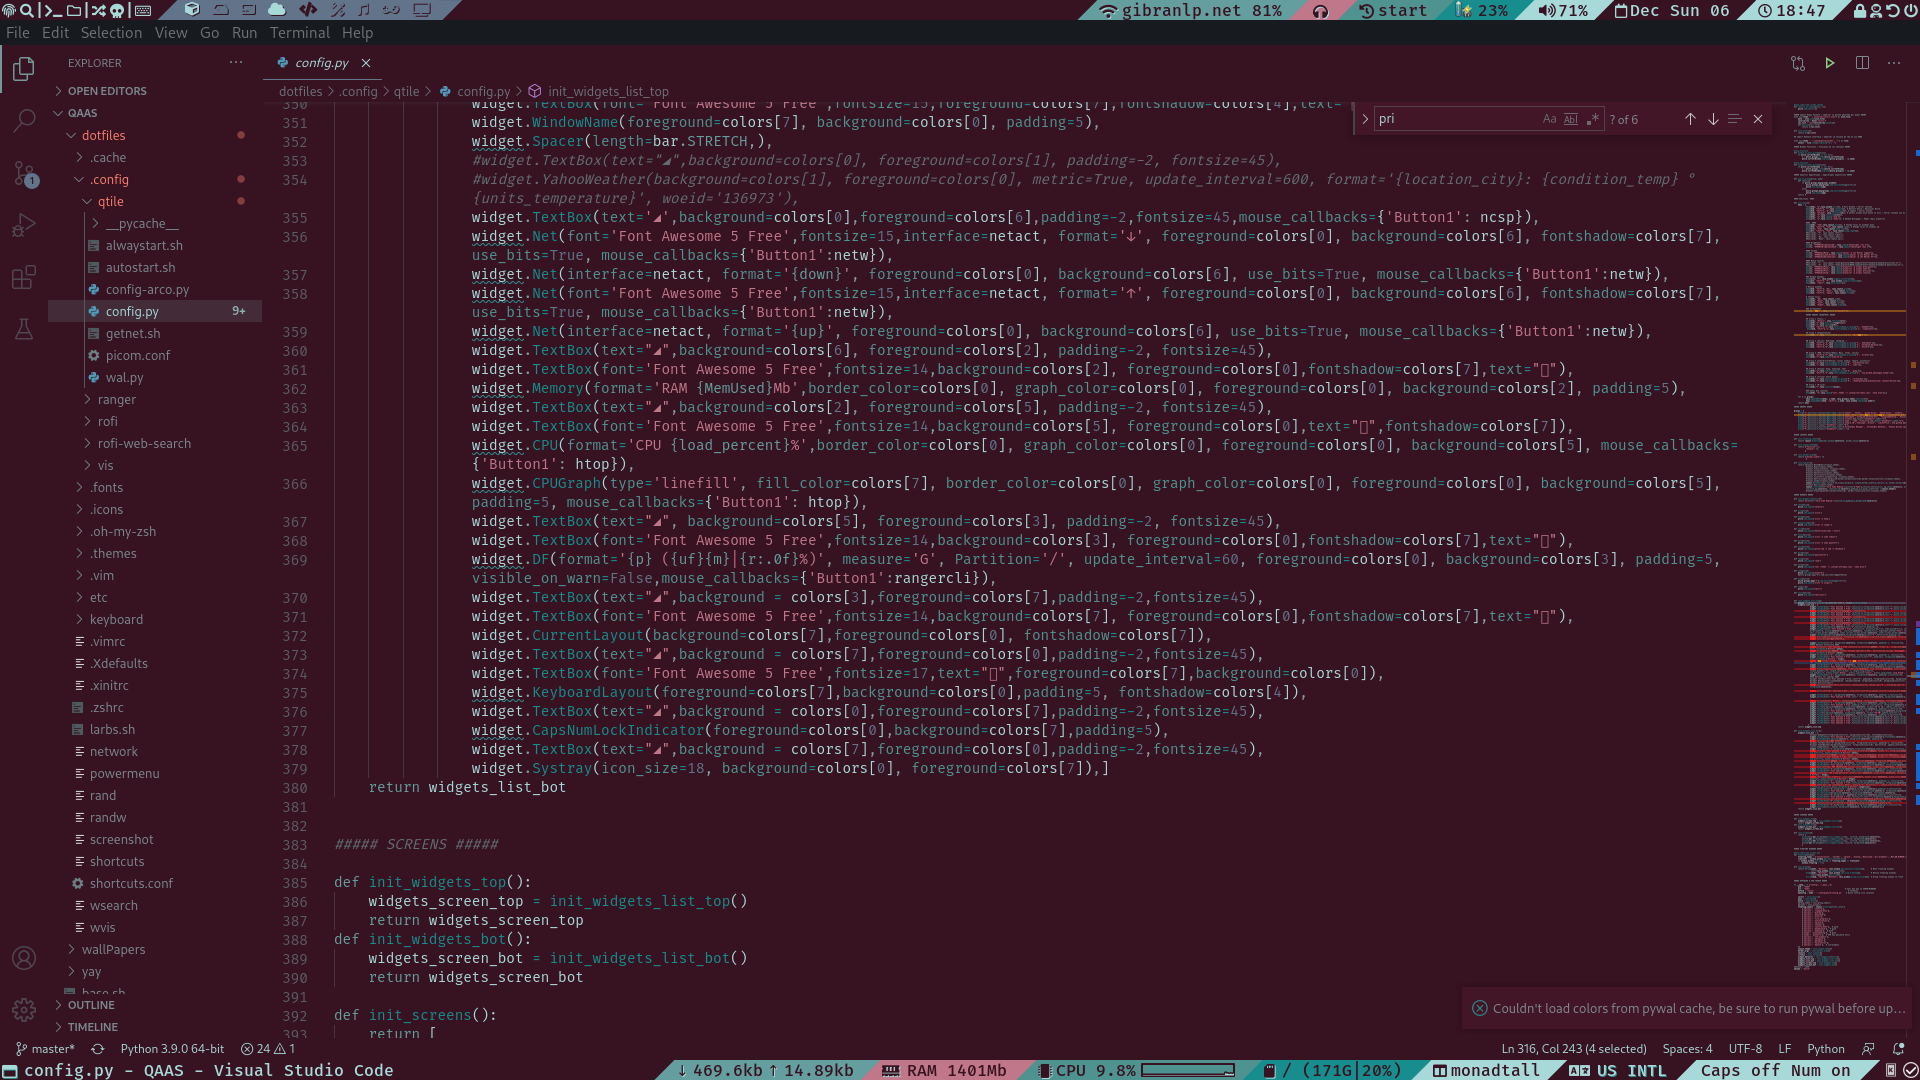 gibranlp.net 81%
start
23%
71%
Dec Sun 06
18:47
File Edit Selection View Go Run Terminal Help
EXPLORER ···
config.py
OPEN EDITORS
QAAS
dotfiles
.cache
.config
qtile
__pycache__
alwaystart.sh
autostart.sh
config-arco.py
config.py 9+
getnet.sh
picom.conf
wal.py
ranger
rofi
rofi-web-search
vis
.fonts
.icons
.oh-my-zsh
.themes
.vim
etc
keyboard
.vimrc
.Xdefaults
.xinitrc
.zshrc
larbs.sh
network
powermenu
rand
randw
screenshot
shortcuts
shortcuts.conf
wsearch
wvis
wallPapers
yay
base.sh
OUTLINE
TIMELINE
1
dotfiles > .config > qtile > config.py > init_widgets_list_top
pri Aa Abl .* ? of 6
350 widget.TextBox(font='Font Awesome 5 Free',fontsize=15,foreground=colors[7],fontshadow=colors[4],text=
351 widget.WindowName(foreground=colors[7], background=colors[0], padding=5),
352 widget.Spacer(length=bar.STRETCH,),
353 #widget.TextBox(text="◢",background=colors[0], foreground=colors[1], padding=-2, fontsize=45),
354 #widget.YahooWeather(background=colors[1], foreground=colors[0], metric=True, update_interval=600, format='{location_city}: {condition_temp} °
{units_temperature}', woeid='136973'),
355 widget.TextBox(text='◢',background=colors[0],foreground=colors[6],padding=-2,fontsize=45,mouse_callbacks={'Button1': ncsp}),
356 widget.Net(font='Font Awesome 5 Free',fontsize=15,interface=netact, format='↓', foreground=colors[0], background=colors[6], fontshadow=colors[7],
use_bits=True, mouse_callbacks={'Button1':netw}),
357 widget.Net(interface=netact, format='{down}', foreground=colors[0], background=colors[6], use_bits=True, mouse_callbacks={'Button1':netw}),
358 widget.Net(font='Font Awesome 5 Free',fontsize=15,interface=netact, format='↑', foreground=colors[0], background=colors[6], fontshadow=colors[7],
use_bits=True, mouse_callbacks={'Button1':netw}),
359 widget.Net(interface=netact, format='{up}', foreground=colors[0], background=colors[6], use_bits=True, mouse_callbacks={'Button1':netw}),
360 widget.TextBox(text="◢",background=colors[6], foreground=colors[2], padding=-2, fontsize=45),
361 widget.TextBox(font='Font Awesome 5 Free',fontsize=14,background=colors[2], foreground=colors[0],fontshadow=colors[7],text="▯"),
362 widget.Memory(format='RAM {MemUsed}Mb',border_color=colors[0], graph_color=colors[0], foreground=colors[0], background=colors[2], padding=5),
363 widget.TextBox(text="◢",background=colors[2], foreground=colors[5], padding=-2, fontsize=45),
364 widget.TextBox(font='Font Awesome 5 Free',fontsize=14,background=colors[5], foreground=colors[0],text="▯",fontshadow=colors[7]),
365 widget.CPU(format='CPU {load_percent}%',border_color=colors[0], graph_color=colors[0], foreground=colors[0], background=colors[5], mouse_callbacks=
{'Button1': htop}),
366 widget.CPUGraph(type='linefill', fill_color=colors[7], border_color=colors[0], graph_color=colors[0], foreground=colors[0], background=colors[5],
padding=5, mouse_callbacks={'Button1': htop}),
367 widget.TextBox(text="◢", background=colors[5], foreground=colors[3], padding=-2, fontsize=45),
368 widget.TextBox(font='Font Awesome 5 Free',fontsize=14,background=colors[3], foreground=colors[0],fontshadow=colors[7],text="▯"),
369 widget.DF(format='{p} ({uf}{m}|{r:.0f}%)', measure='G', Partition='/', update_interval=60, foreground=colors[0], background=colors[3], padding=5,
visible_on_warn=False,mouse_callbacks={'Button1':rangercli}),
370 widget.TextBox(text="◢",background = colors[3],foreground=colors[7],padding=-2,fontsize=45),
371 widget.TextBox(font='Font Awesome 5 Free',fontsize=14,background=colors[7], foreground=colors[0],fontshadow=colors[7],text="▯"),
372 widget.CurrentLayout(background=colors[7],foreground=colors[0], fontshadow=colors[7]),
373 widget.TextBox(text="◢",background = colors[7],foreground=colors[0],padding=-2,fontsize=45),
374 widget.TextBox(font='Font Awesome 5 Free',fontsize=17,text="▯",foreground=colors[7],background=colors[0]),
375 widget.KeyboardLayout(foreground=colors[7],background=colors[0],padding=5, fontshadow=colors[4]),
376 widget.TextBox(text="◢",background = colors[0],foreground=colors[7],padding=-2,fontsize=45),
377 widget.CapsNumLockIndicator(foreground=colors[0],background=colors[7],padding=5),
378 widget.TextBox(text="◢",background = colors[7],foreground=colors[0],padding=-2,fontsize=45),
379 widget.Systray(icon_size=18, background=colors[0], foreground=colors[7]),]
380 return widgets_list_bot
381
382
383 ##### SCREENS #####
384
385 def init_widgets_top():
386 widgets_screen_top = init_widgets_list_top()
387 return widgets_screen_top
388 def init_widgets_bot():
389 widgets_screen_bot = init_widgets_list_bot()
390 return widgets_screen_bot
391
392 def init_screens():
393 return [
Couldn't load colors from pywal cache, be sure to run pywal before up...
master* Python 3.9.0 64-bit 24 1
Ln 316, Col 243 (4 selected) Spaces: 4 UTF-8 LF Python
config.py - QAAS - Visual Studio Code
↓ 469.6kb ↑ 14.89kb RAM 1401Mb CPU 9.8% / (171G|20%) monadtall US INTL Caps off Num on